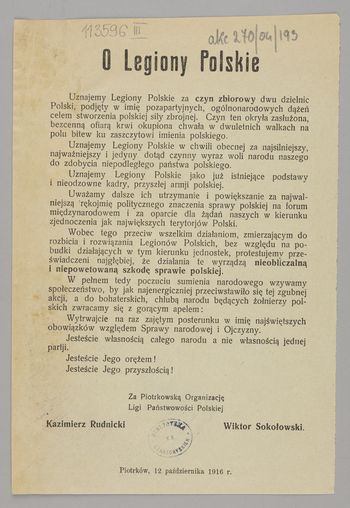 113596 III
akc 270/04/193
O Legiony Polskie
Uznajemy Legiony Polskie za czyn zbiorowy dwu dzielnic
Polski, podjęty w imię pozapartyjnych, ogólnonarodowych dążeń
celem stworzenia polskiej siły zbrojnej. Czyn ten okryła zasłużona,
bezcenną ofiarą krwi okupiona chwała w dwuletnich walkach na
polu bitew ku zaszczytowi imienia polskiego.
Uznajemy Legiony Polskie w chwili obecnej za najsilniejszy,
najważniejszy i jedyny dotąd czynny wyraz woli narodu naszego
do zdobycia niepodległego państwa polskiego.
Uznajemy Legiony Polskie jako już istniejące podstawy
i nieodzowne kadry, przyszłej armji polskiej.
Uważamy dalsze ich utrzymanie i powiększanie za najwal-
niejszą rękojmię politycznego znaczenia sprawy polskiej na forum
międzynarodowem i za oparcie dla żądań naszych w kierunku
zjednoczenia jak największych terytorjów Polski.
Wobec tego przeciw wszelkim działaniom, zmierzającym do
rozbicia i rozwiązania Legionów Polskich, bez względu na po-
budki działających w tym kierunku jednostek, protestujemy prze-
świadczeni najgłębiej, że działania te wyrządzą nieobliczalną
i niepowetowaną szkodę sprawie polskiej.
W pełnem tedy poczuciu sumienia narodowego wzywamy
społeczeństwo, by jak najenergiczniej przeciwstawiło się tej zgubnej
akcji, a do bohaterskich, chlubą narodu będących żołnierzy pol-
skich zwracamy się z gorącym apelem:
Wytrwajcie na raz zajętym posterunku w imię najświętszych
obowiązków względem Sprawy narodowej i Ojczyzny.
Jesteście własnością całego narodu a nie własnością jednej
partji.
Jesteście Jego orężem!
Jesteście Jego przyszłością!
Za Piotrkowską Organizację
Ligi Państwowości Polskiej
Kazimierz Rudnicki
Wiktor Sokołowski.
BIBLIOTEKA
XX.
CZARTORYSKICH
Piotrków, 12 października 1916 r.